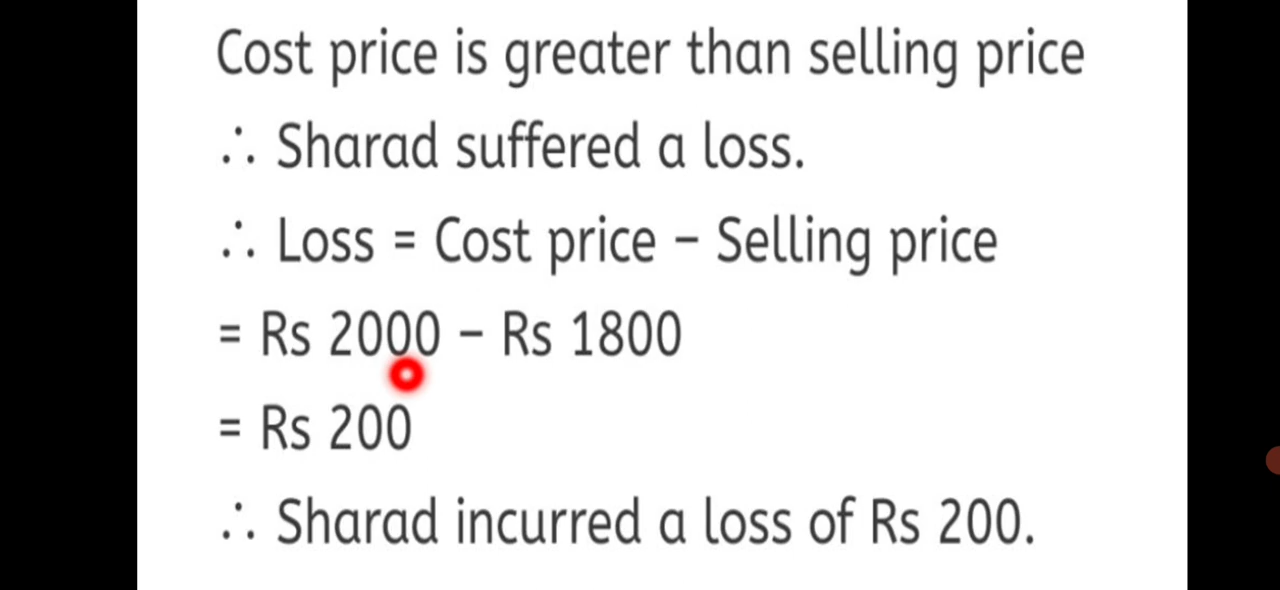 Cost price is greater than selling price
∴ Sharad suffered a loss.
∴ Loss = Cost price – Selling price
= Rs 2000 – Rs 1800
= Rs 200
∴ Sharad incurred a loss of Rs 200.